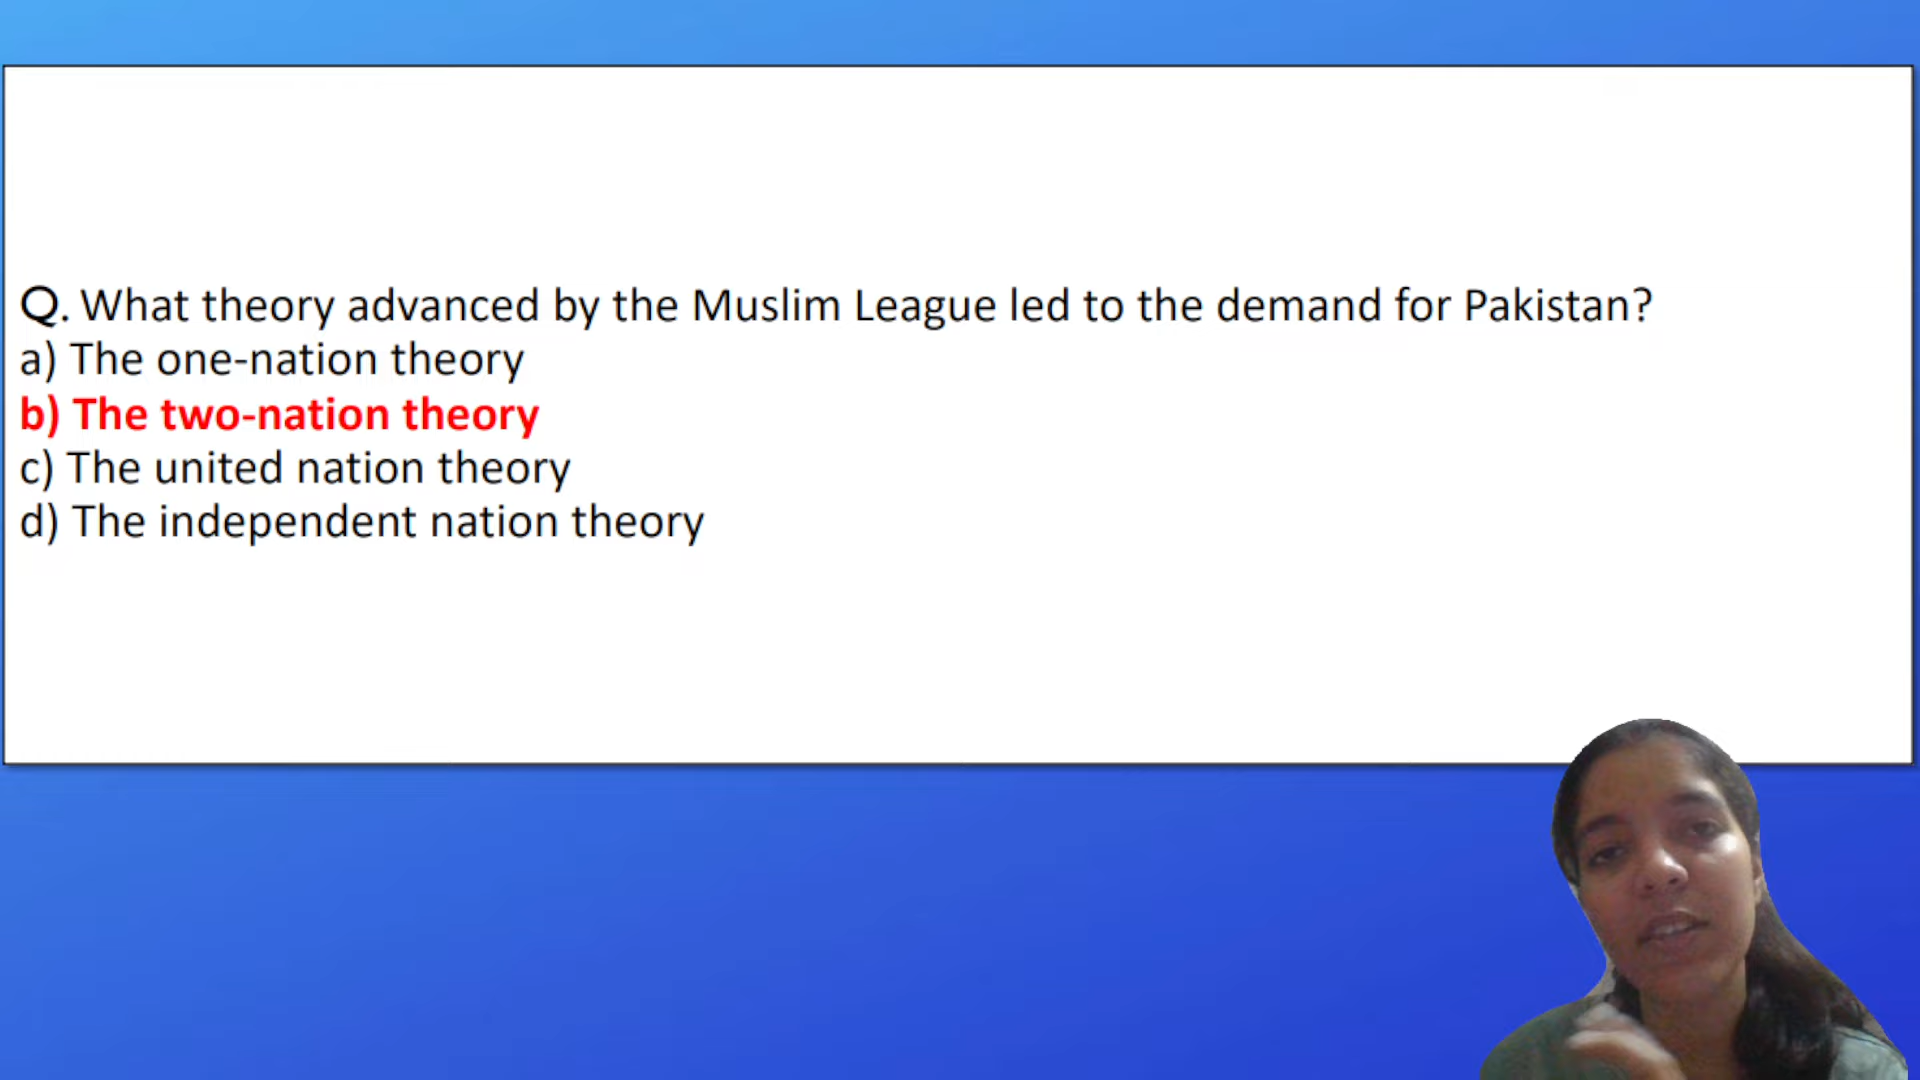 Q. What theory advanced by the Muslim League led to the demand for Pakistan?
a) The one-nation theory
b) The two-nation theory
c) The united nation theory
d) The independent nation theory